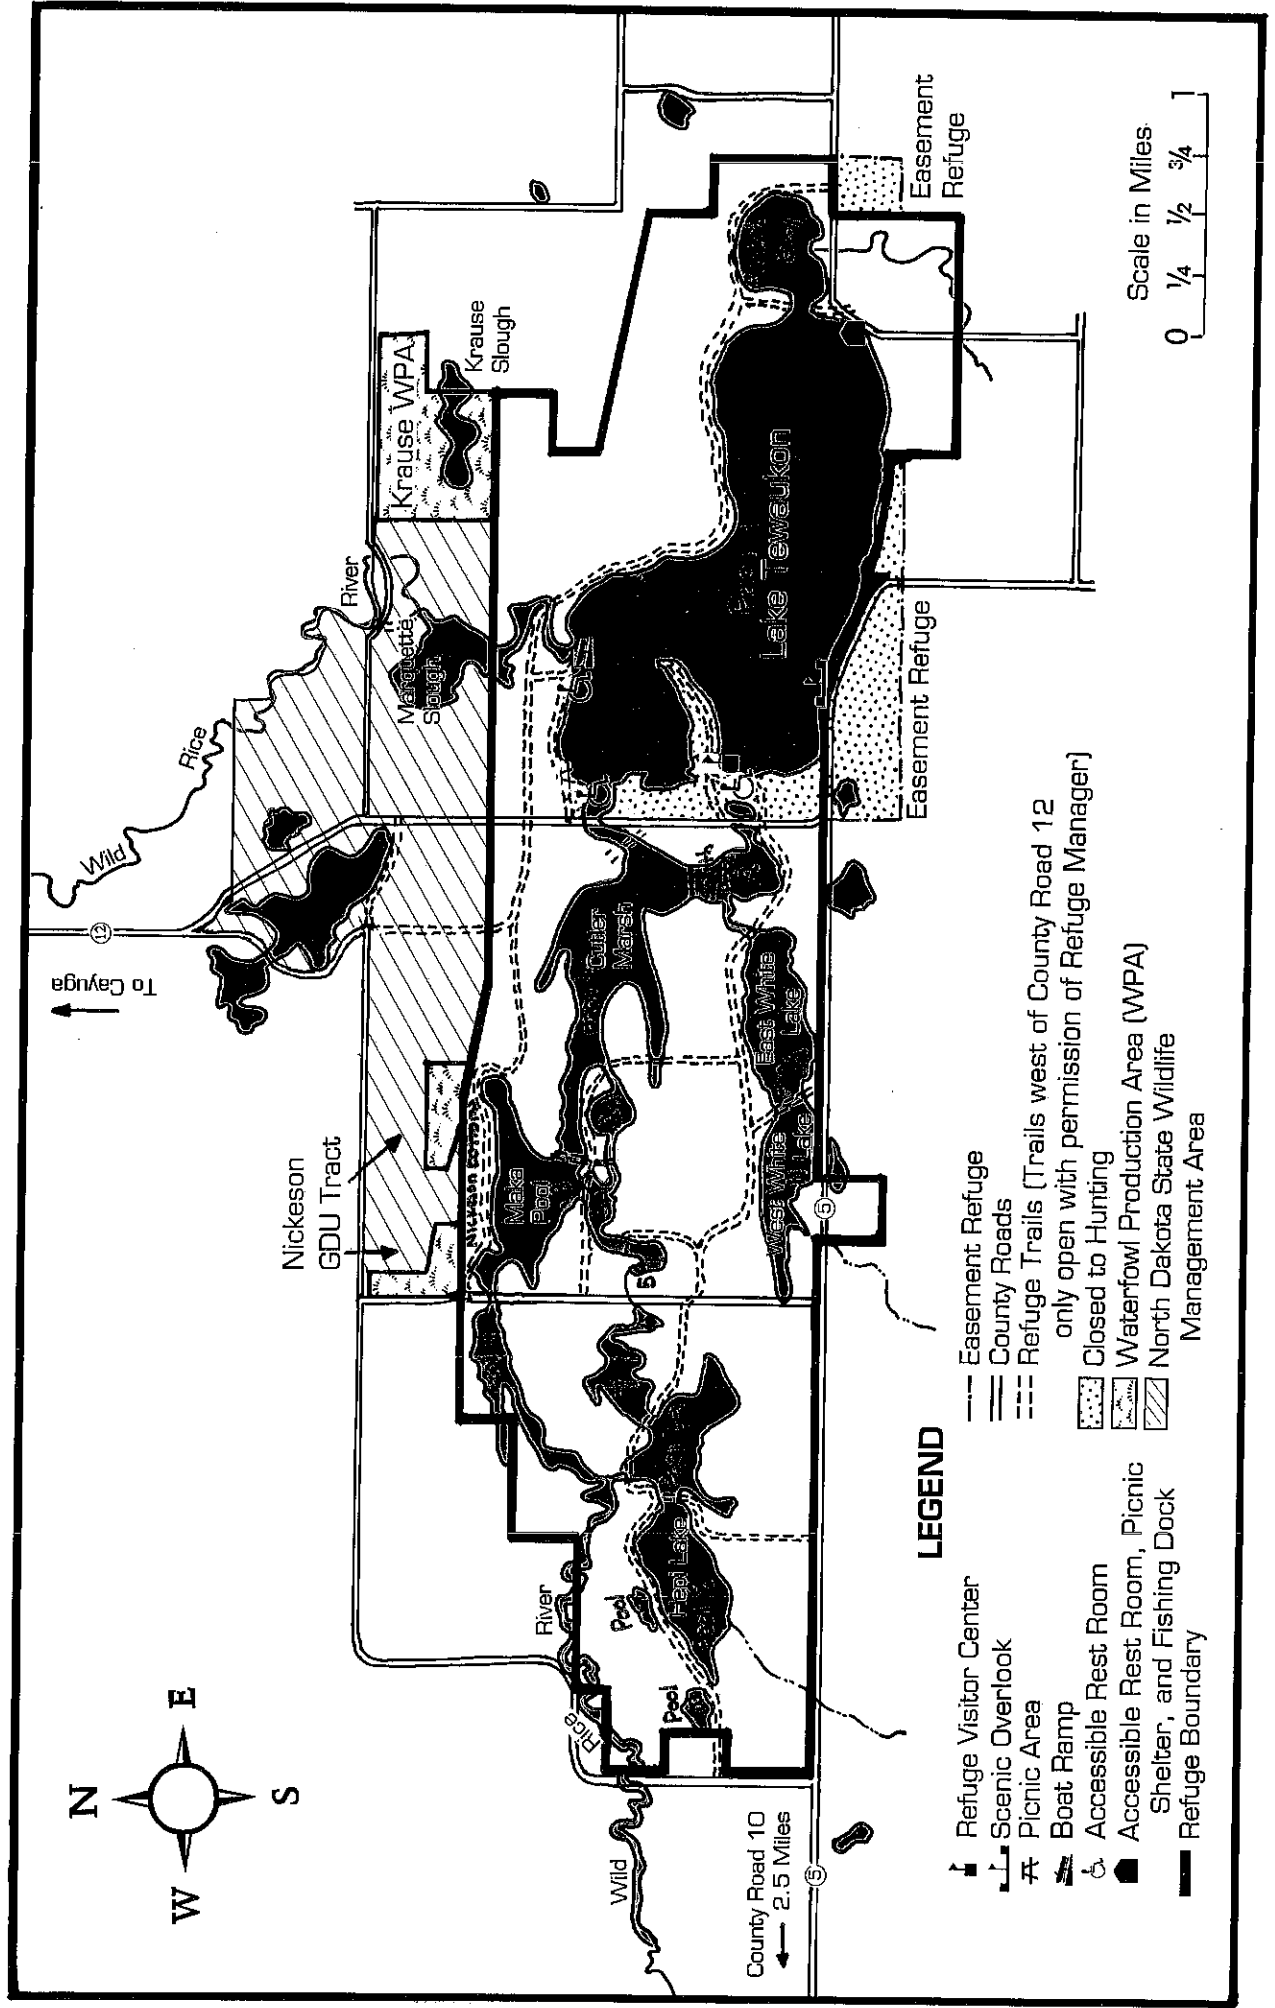 N
W
E
S
To Cayuga
12
Wild
Rice
River
Nickeson
GDU Tract
Marquette
Slough
Krause WPA
Krause
Slough
Maka
Pool
Cutler
Marsh
Lake Tewaukon
East White
Lake
West White
Lake
5
Hepi Lake
Pool
Pool
River
Rice
Wild
County Road 10
2.5 Miles
5
5
Easement Refuge
Easement
Refuge
Scale in Miles
0 1/4 1/2 3/4 1
LEGEND
Refuge Visitor Center
Scenic Overlook
Picnic Area
Boat Ramp
Accessible Rest Room
Accessible Rest Room, Picnic
Shelter, and Fishing Dock
Refuge Boundary
Easement Refuge
County Roads
Refuge Trails (Trails west of County Road 12
only open with permission of Refuge Manager)
Closed to Hunting
Waterfowl Production Area (WPA)
North Dakota State Wildlife
Management Area